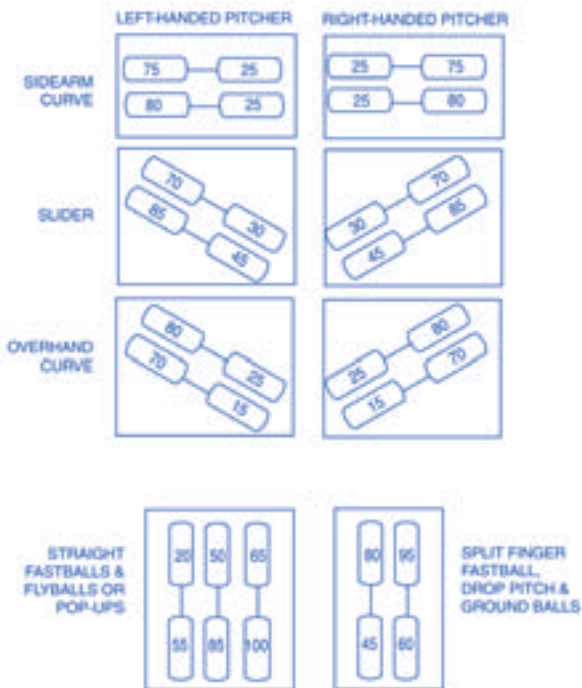 LEFT-HANDED PITCHER
RIGHT-HANDED PITCHER
SIDEARM
CURVE
75 25
80 25
25 75
25 80
SLIDER
70
85
30
45
70
85
30
45
OVERHAND
CURVE
80
70
25
15
80
70
25
15
STRAIGHT
FASTBALLS &
FLYBALLS OR
POP-UPS
20 50 65
55 85 100
80 95
45 60
SPLIT FINGER
FASTBALL,
DROP PITCH &
GROUND BALLS